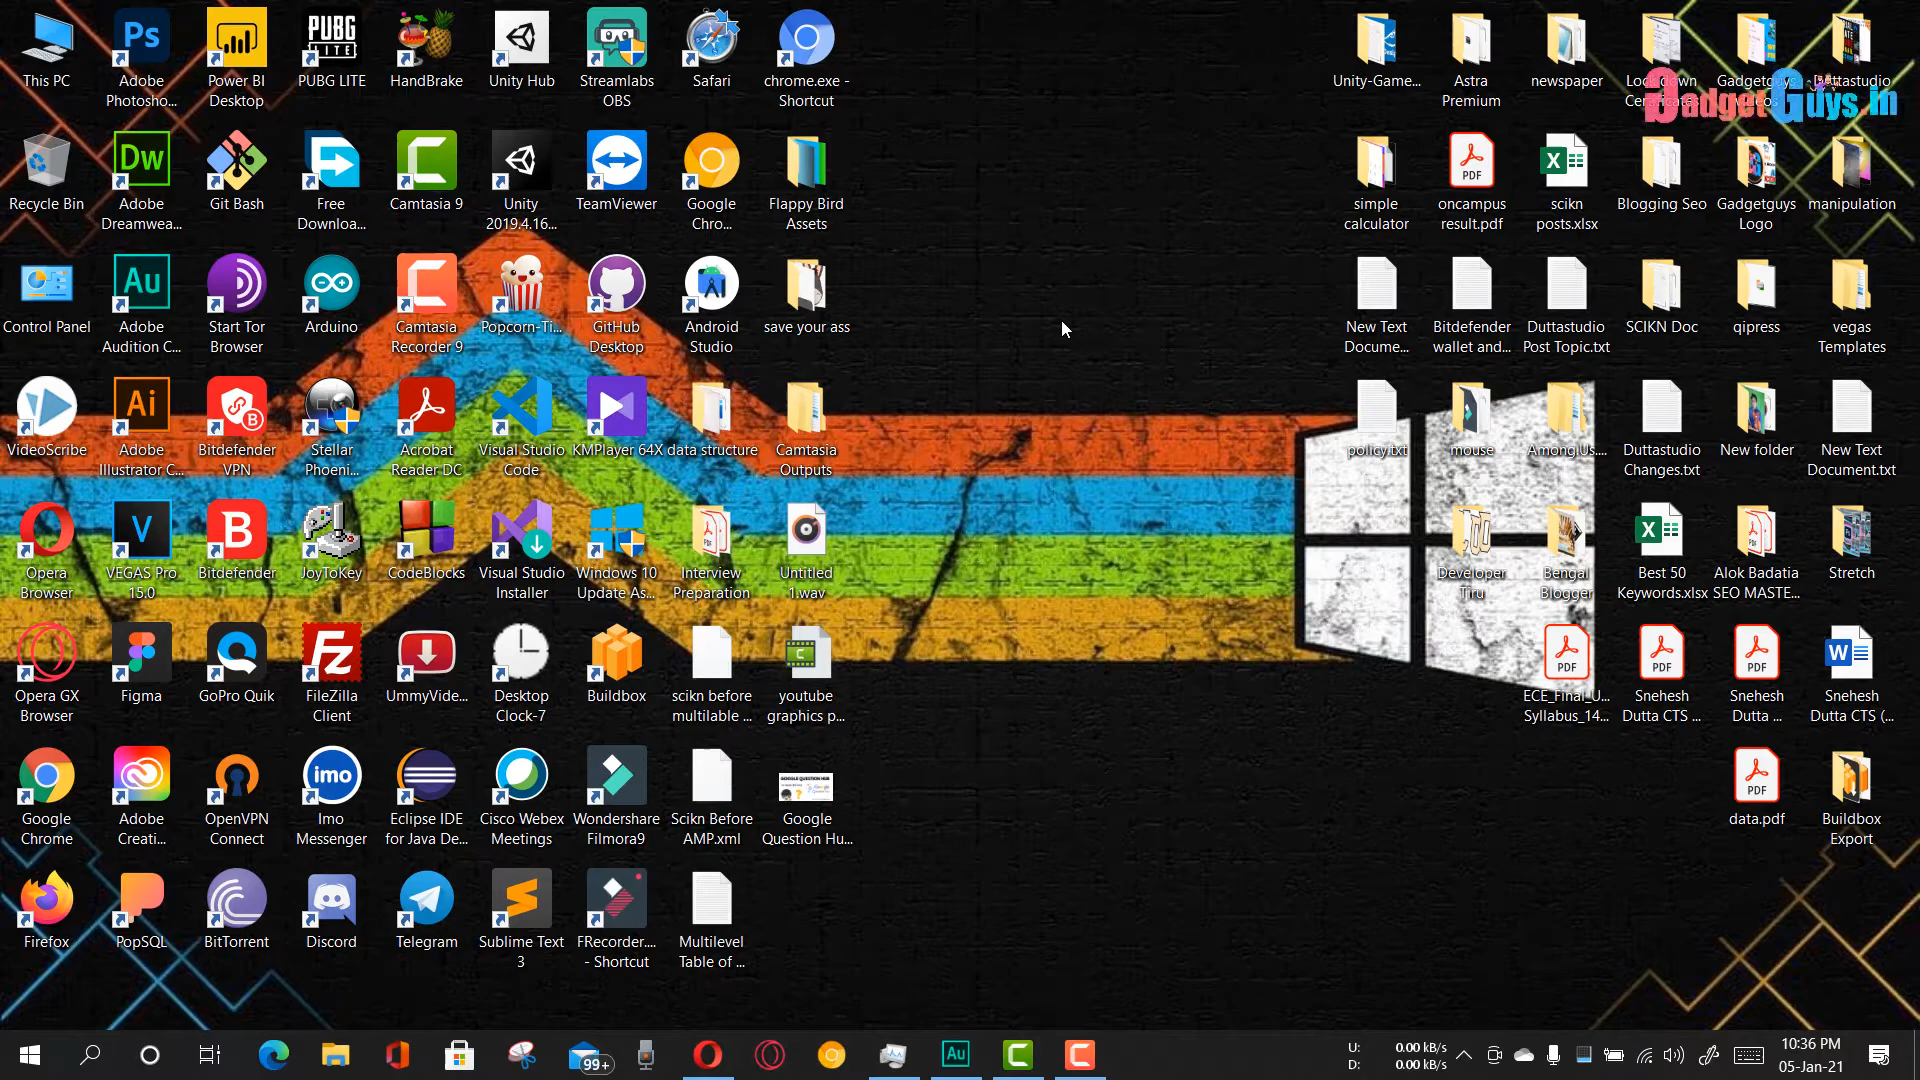 This PC
Adobe
Photosho...
Power BI
Desktop
PUBG LITE
HandBrake
Unity Hub
Streamlabs
OBS
Safari
chrome.exe -
Shortcut
Unity-Game...
Astra
Premium
newspaper
Lockdown
Gadgetguys
Duttastudio
GadgetGuys.in
Recycle Bin
Adobe
Dreamwea...
Git Bash
Free
Downloa...
Camtasia 9
Unity
2019.4.16...
TeamViewer
Google
Chro...
Flappy Bird
Assets
simple
calculator
oncampus
result.pdf
scikn
posts.xlsx
Blogging Seo
Gadgetguys
Logo
manipulation
Control Panel
Adobe
Audition C...
Start Tor
Browser
Arduino
Camtasia
Recorder 9
Popcorn-Ti...
GitHub
Desktop
Android
Studio
save your ass
New Text
Docume...
Bitdefender
wallet and...
Duttastudio
Post Topic.txt
SCIKN Doc
qipress
vegas
Templates
VideoScribe
Adobe
Illustrator C...
Bitdefender
VPN
Stellar
Phoeni...
Acrobat
Reader DC
Visual Studio
Code
KMPlayer 64X
data structure
Camtasia
Outputs
policy.txt
mouse
Among.Us....
Duttastudio
Changes.txt
New folder
New Text
Document.txt
Opera
Browser
VEGAS Pro
15.0
Bitdefender
JoyToKey
CodeBlocks
Visual Studio
Installer
Windows 10
Update As...
Interview
Preparation
Untitled
1.wav
Developer
Tiru
Bengal
Blogger
Best 50
Keywords.xlsx
Alok Badatia
SEO MASTE...
Stretch
Opera GX
Browser
Figma
GoPro Quik
FileZilla
Client
UmmyVide...
Desktop
Clock-7
Buildbox
scikn before
multilable ...
youtube
graphics p...
ECE_Final_U...
Syllabus_14...
Snehesh
Dutta CTS ...
Snehesh
Dutta ...
Snehesh
Dutta CTS (...
Google
Chrome
Adobe
Creati...
OpenVPN
Connect
Imo
Messenger
Eclipse IDE
for Java De...
Cisco Webex
Meetings
Wondershare
Filmora9
Scikn Before
AMP.xml
Google
Question Hu...
data.pdf
Buildbox
Export
Firefox
PopSQL
BitTorrent
Discord
Telegram
Sublime Text
3
FRecorder....
- Shortcut
Multilevel
Table of ...
99+
U: 0.00 kB/s
D: 0.00 kB/s
10:36 PM
05-Jan-21